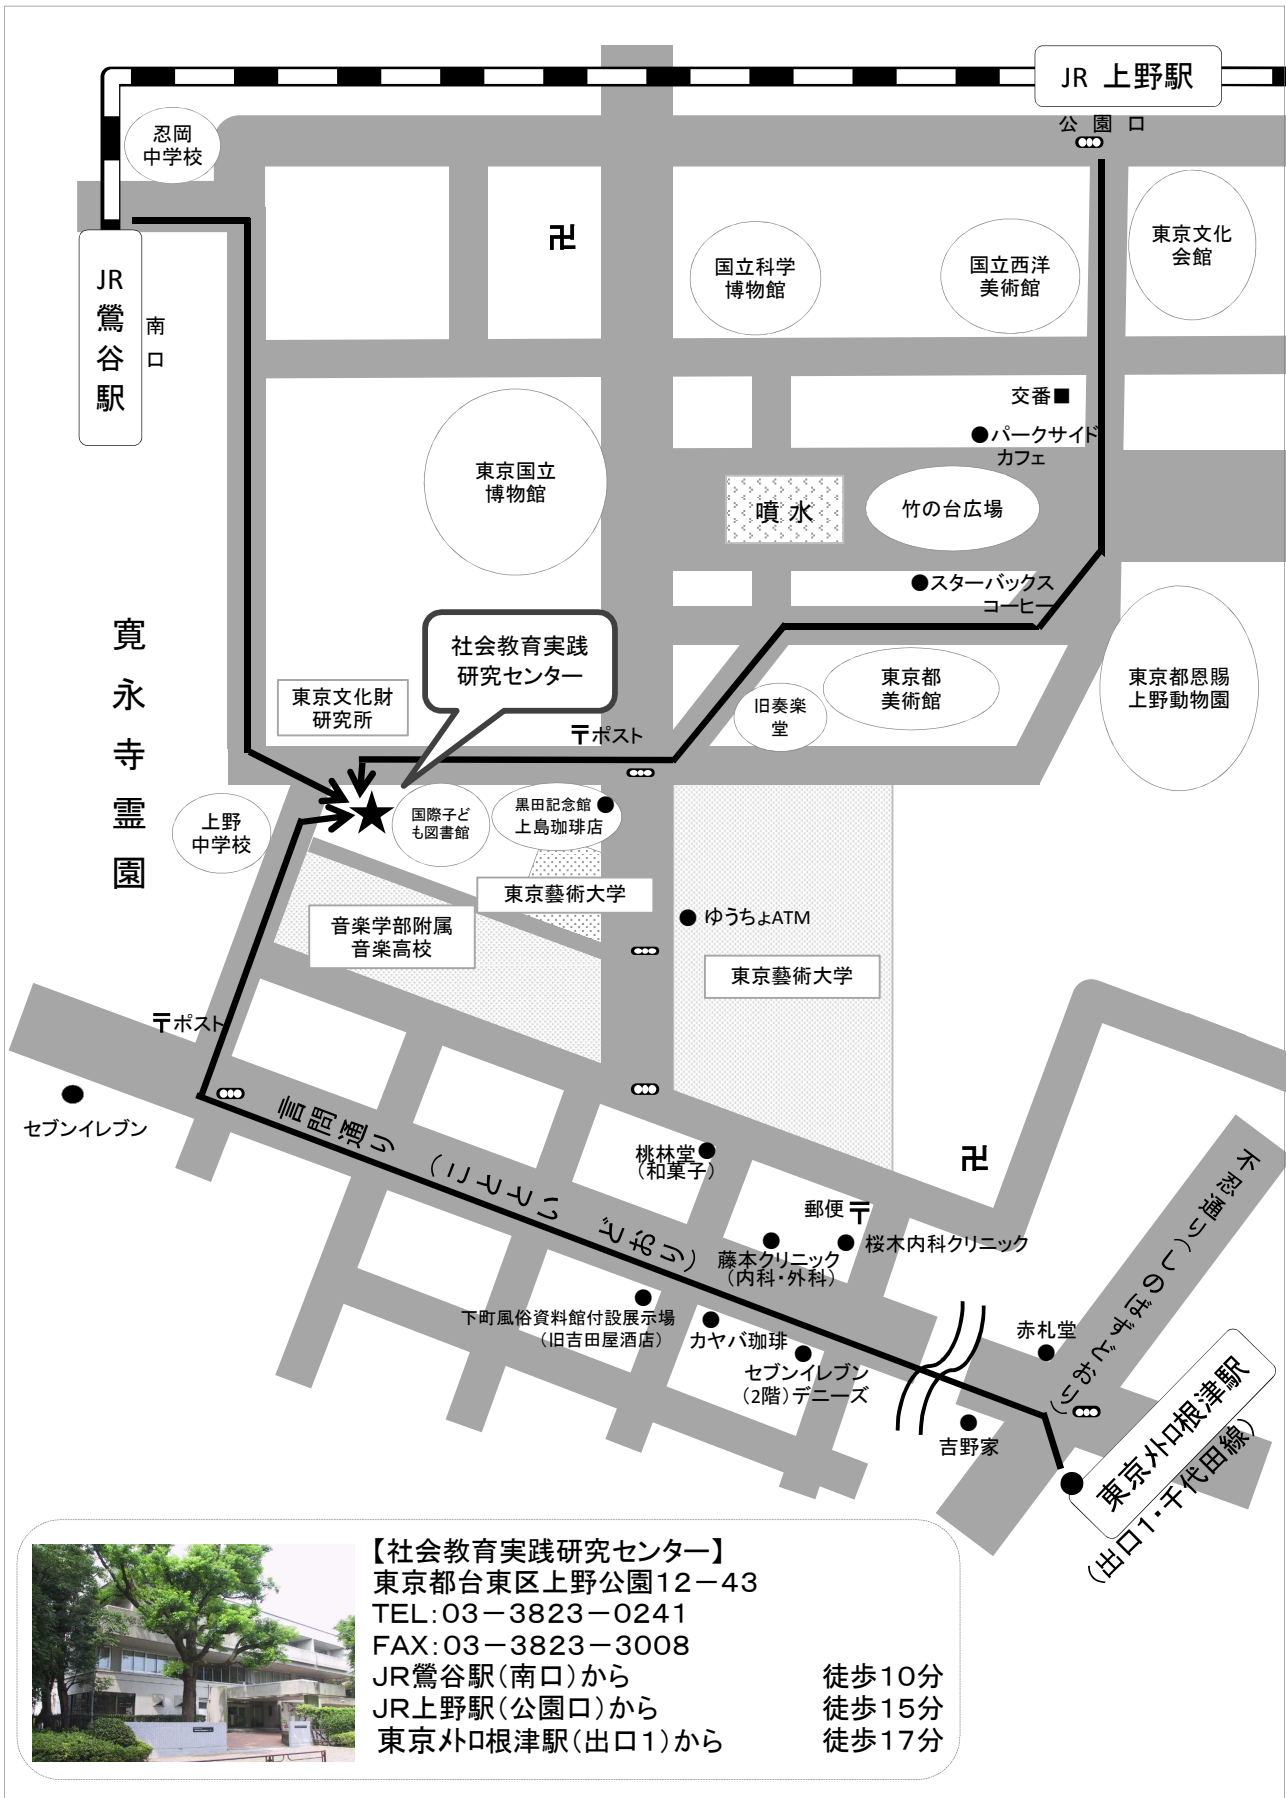 JR 上野駅
公園口
忍岡
中学校
JR
鶯
谷
駅
南
口
卍
国立科学
博物館
国立西洋
美術館
東京文化
会館
交番■
●パークサイド
カフェ
東京国立
博物館
噴水
竹の台広場
●スターバックス
コーヒー
寛
永
寺
霊
園
社会教育実践
研究センター
東京文化財
研究所
〒ポスト
旧奏楽
堂
東京都
美術館
東京都恩賜
上野動物園
上野
中学校
★
国際子ど
も図書館
黒田記念館
上島珈琲店
東京藝術大学
音楽学部附属
音楽高校
●ゆうちょATM
東京藝術大学
〒ポスト
セブンイレブン
言問通り (ことといどおり)
桃林堂
(和菓子)
卍
郵便〒
藤本クリニック
(内科・外科)
桜木内科クリニック
不忍通り(しのばずどおり)
下町風俗資料館付設展示場
(旧吉田屋酒店)
カヤバ珈琲
セブンイレブン
(2階)デニーズ
赤札堂
吉野家
東京メトロ根津駅
(出口1・千代田線)
【社会教育実践研究センター】
東京都台東区上野公園12-43
TEL:03-3823-0241
FAX:03-3823-3008
JR鶯谷駅(南口)から 徒歩10分
JR上野駅(公園口)から 徒歩15分
東京メトロ根津駅(出口1)から 徒歩17分